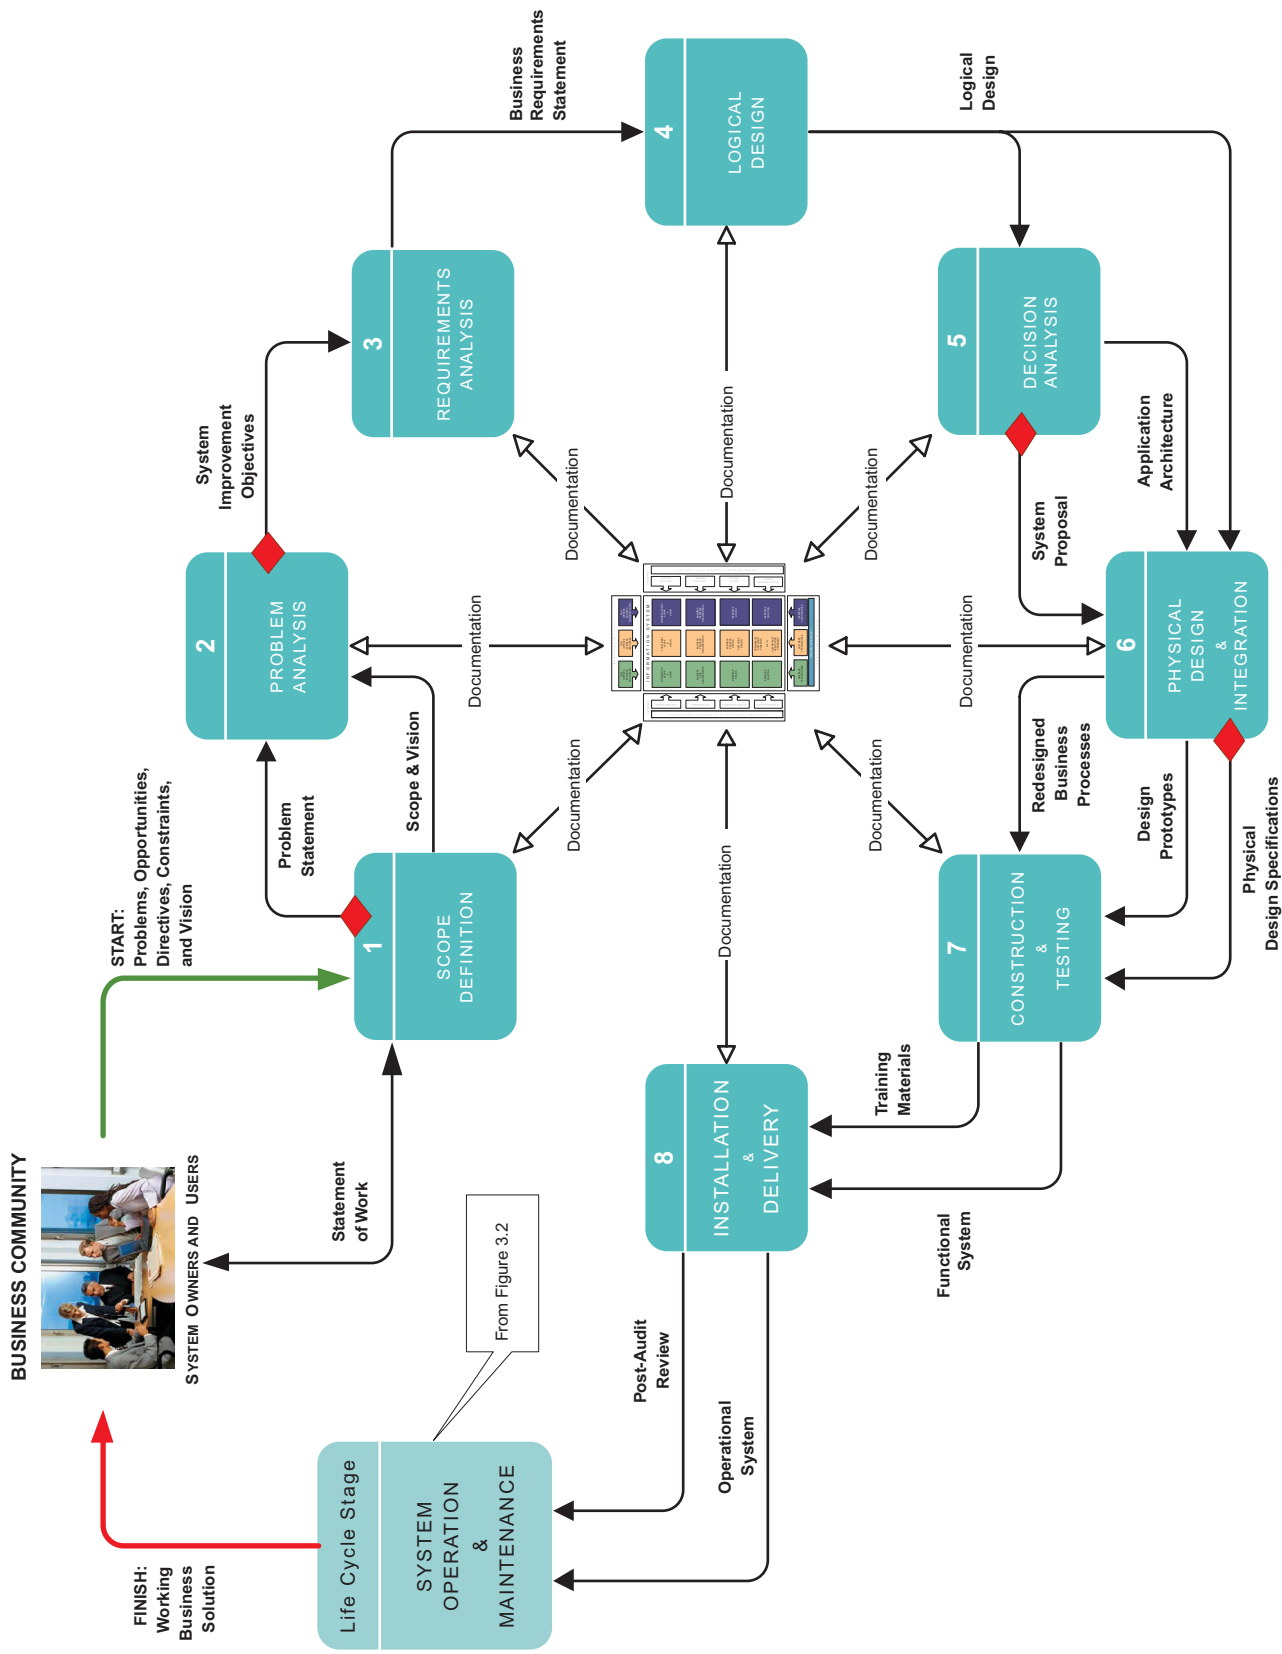 BUSINESS COMMUNITY
SYSTEM OWNERS AND USERS
START:
Problems, Opportunities,
Directives, Constraints,
and Vision
FINISH:
Working
Business
Solution
Statement
of Work
1
SCOPE
DEFINITION
Problem
Statement
Scope & Vision
2
PROBLEM
ANALYSIS
System
Improvement
Objectives
3
REQUIREMENTS
ANALYSIS
Business
Requirements
Statement
4
LOGICAL
DESIGN
Logical
Design
5
DECISION
ANALYSIS
System
Proposal
Application
Architecture
6
PHYSICAL
DESIGN
&
INTEGRATION
Redesigned
Business
Processes
Design
Prototypes
Physical
Design Specifications
7
CONSTRUCTION
&
TESTING
Training
Materials
Functional
System
8
INSTALLATION
&
DELIVERY
Post-Audit
Review
Operational
System
Life Cycle Stage
SYSTEM
OPERATION
&
MAINTENANCE
From Figure 3.2
Documentation
Documentation
Documentation
Documentation
Documentation
Documentation
Documentation
Documentation
INFORMATION SYSTEM